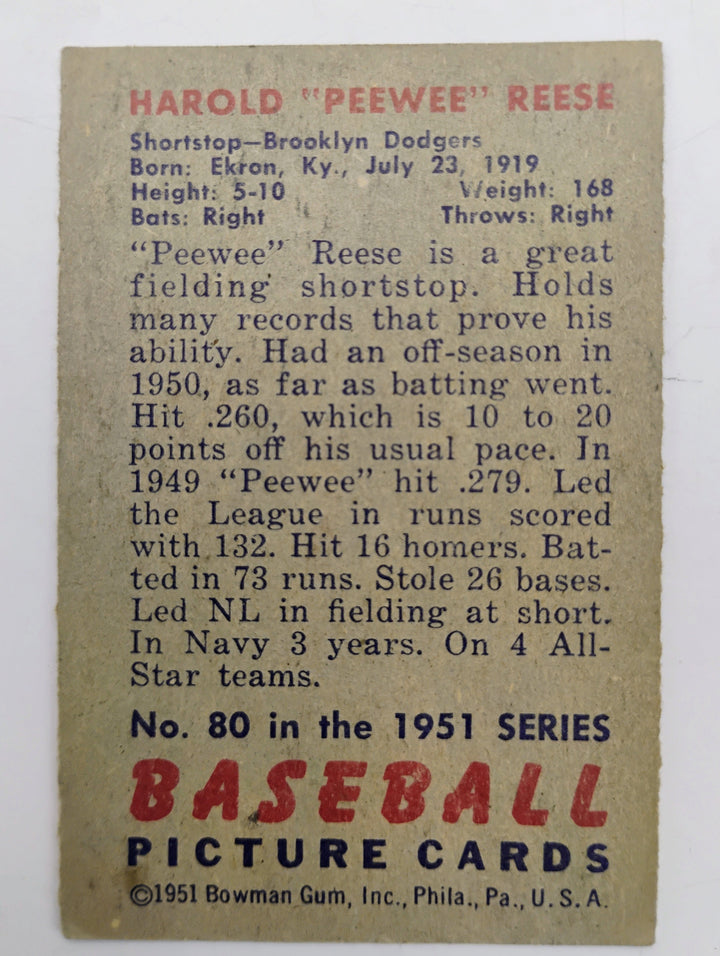 HAROLD "PEEWEE" REESE
Shortstop—Brooklyn Dodgers
Born: Ekron, Ky., July 23, 1919
Height: 5-10 Weight: 168
Bats: Right Throws: Right
"Peewee" Reese is a great
fielding shortstop. Holds
many records that prove his
ability. Had an off-season in
1950, as far as batting went.
Hit .260, which is 10 to 20
points off his usual pace. In
1949 "Peewee" hit .279. Led
the League in runs scored
with 132. Hit 16 homers. Bat-
ted in 73 runs. Stole 26 bases.
Led NL in fielding at short.
In Navy 3 years. On 4 All-
Star teams.
No. 80 in the 1951 SERIES
BASEBALL
PICTURE CARDS
©1951 Bowman Gum, Inc., Phila., Pa., U. S. A.